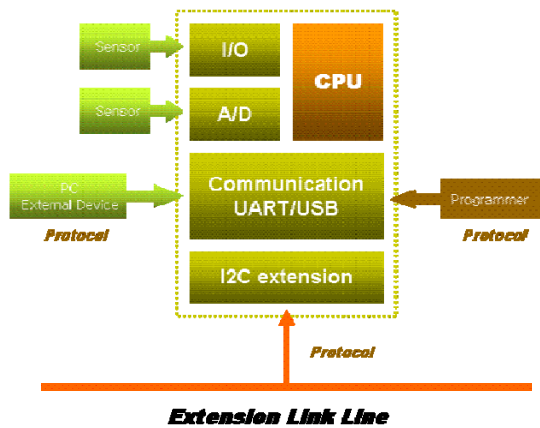 Sensor
I/O
CPU
Sensor
A/D
PC
External Device
Communication
UART/USB
Programmer
Protocol
Protocol
I2C extension
Protocol
Extension Link Line